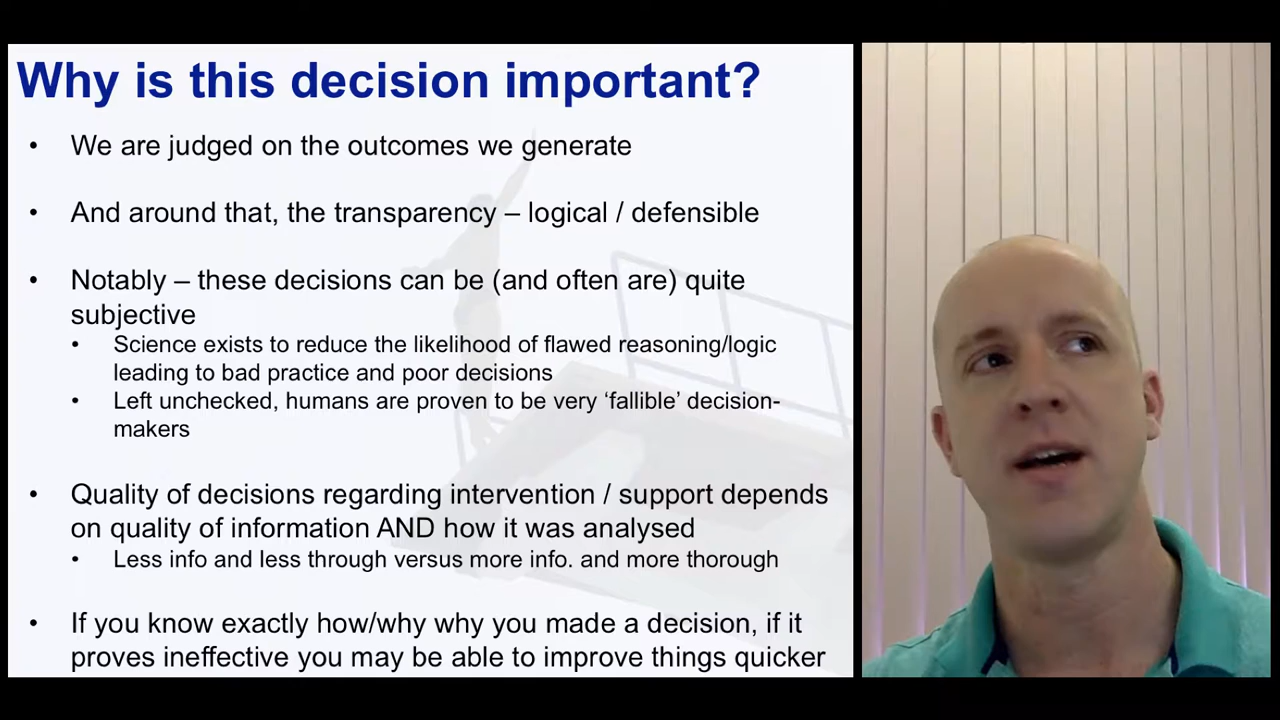 Why is this decision important?
• We are judged on the outcomes we generate
• And around that, the transparency – logical / defensible
• Notably – these decisions can be (and often are) quite
subjective
• Science exists to reduce the likelihood of flawed reasoning/logic
leading to bad practice and poor decisions
• Left unchecked, humans are proven to be very ‘fallible’ decision-
makers
• Quality of decisions regarding intervention / support depends
on quality of information AND how it was analysed
• Less info and less through versus more info. and more thorough
• If you know exactly how/why why you made a decision, if it
proves ineffective you may be able to improve things quicker